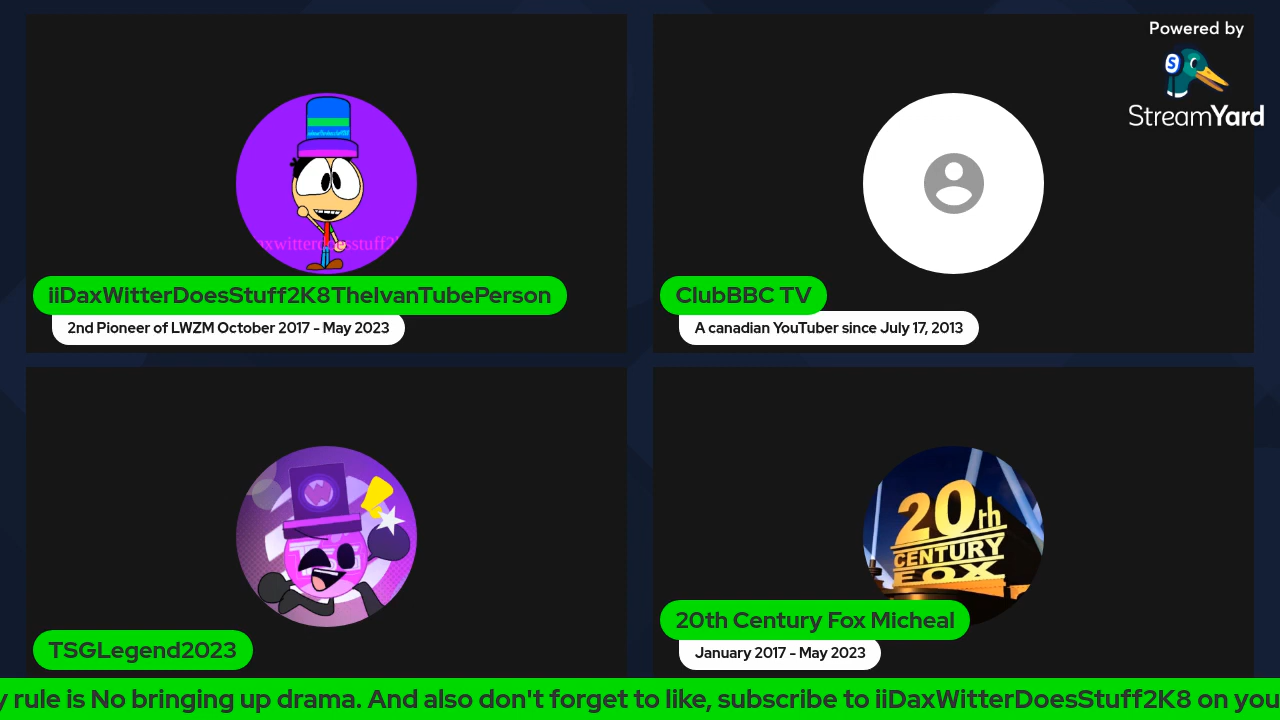 Powered by
StreamYard
iiDaxWitterDoesStuff2K8TheIvanTubePerson
2nd Pioneer of LWZM October 2017 - May 2023
ClubBBC TV
A canadian YouTuber since July 17, 2013
TSGLegend2023
20th
CENTURY
FOX
20th Century Fox Micheal
January 2017 - May 2023
y rule is No bringing up drama. And also don't forget to like, subscribe to iiDaxWitterDoesStuff2K8 on you